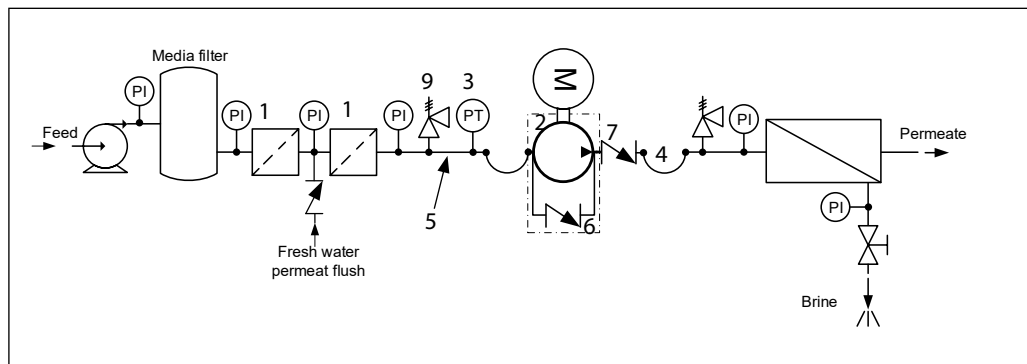 Media filter
PI
Feed
PI
1
PI
1
PI
9
3
PT
5
Fresh water
permeat flush
M
2
6
7
4
PI
Permeate
PI
Brine